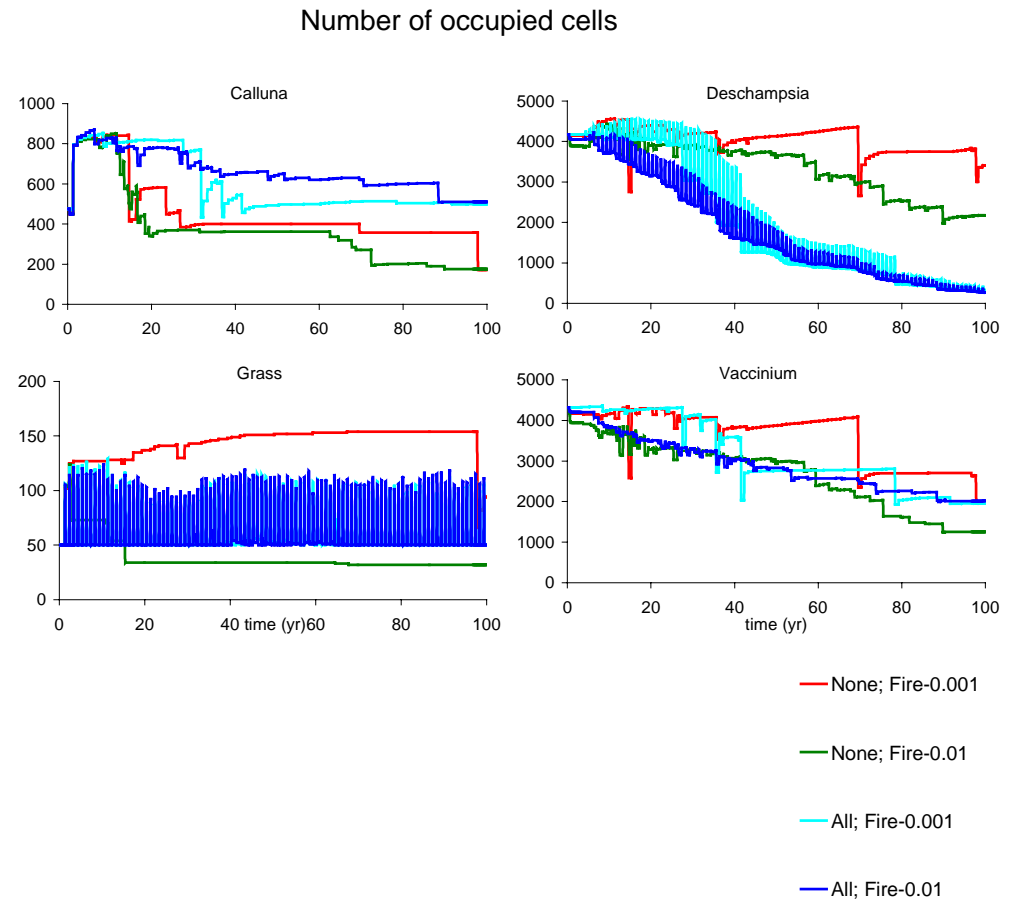 Number of occupied cells
Calluna
1000
800
600
400
200
0
0 20 40 60 80 100
Deschampsia
5000
4000
3000
2000
1000
0
0 20 40 60 80 100
Grass
200
150
100
50
0
0 20 40 time (yr)60 100
Vaccinium
5000
4000
3000
2000
1000
0
0 20 40 60 80 100
time (yr)
None; Fire-0.001
None; Fire-0.01
All; Fire-0.001
All; Fire-0.01